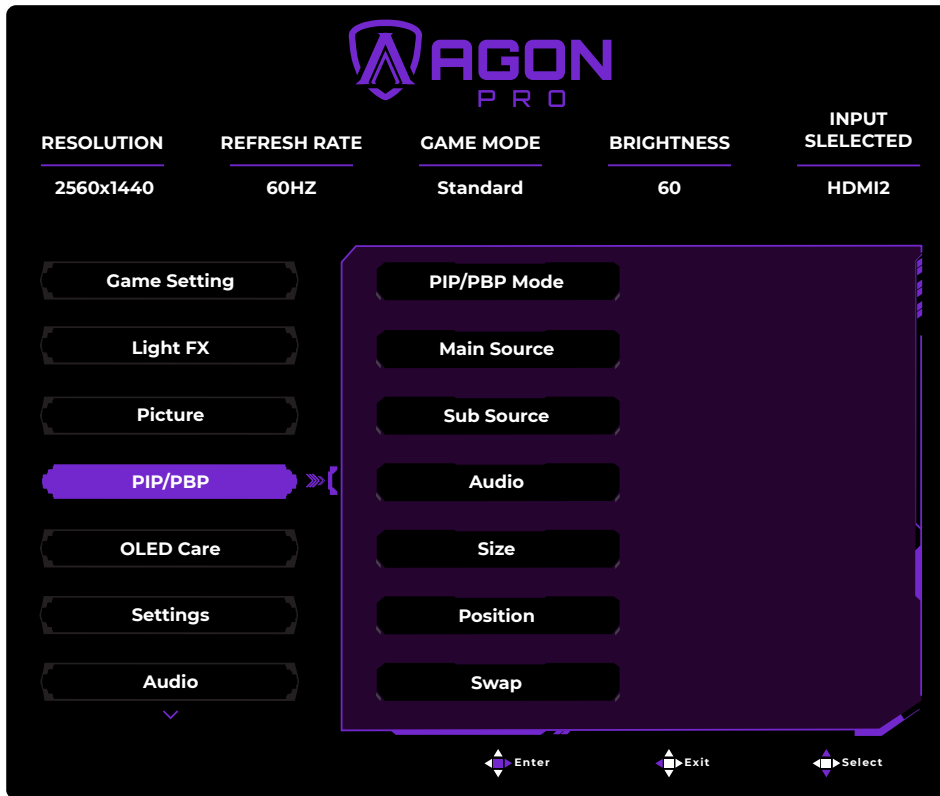 AGON
PRO
RESOLUTION
REFRESH RATE
GAME MODE
BRIGHTNESS
INPUT
SLELECTED
2560x1440
60HZ
Standard
60
HDMI2
Game Setting
Light FX
Picture
PIP/PBP
OLED Care
Settings
Audio
PIP/PBP Mode
Main Source
Sub Source
Audio
Size
Position
Swap
Enter
Exit
Select